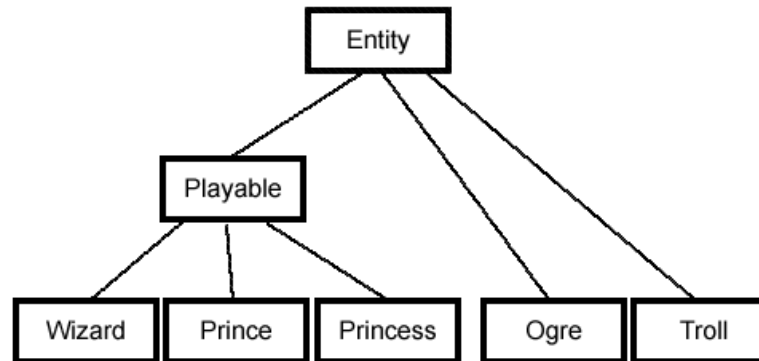 Entity
Playable
Wizard
Prince
Princess
Ogre
Troll